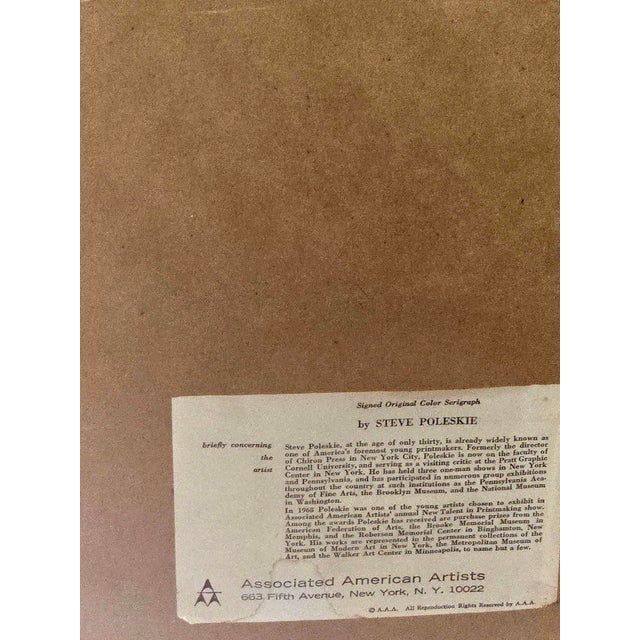 Signed Original Color Serigraph
by STEVE POLESKIE
briefly concerning
the
artist
Steve Poleskie, at the age of only thirty, is already widely known as
one of America's foremost young printmakers. Formerly the director
of Chiron Press in New York City, Poleskie is now on the faculty of
Cornell University, and serving as a visiting critic at the Pratt Graphic
Center in New York. He has held three one-man shows in New York
and Pennsylvania, and has participated in numerous group exhibitions
throughout the country at such institutions as the Pennsylvania Aca-
demy of Fine Arts, the Brooklyn Museum, and the National Museum
in Washington.
In 1968 Poleskie was one of the young artists chosen to exhibit in
Associated American Artists' annual New Talent in Printmaking show.
Among the awards Poleskie has received are purchase prizes from the
American Federation of Arts, the Brooke Memorial Museum in
Memphis, and the Roberson Memorial Center in Binghamton, New
York. His works are represented in the permanent collections of the
Museum of Modern Art in New York, the Metropolitan Museum of
Art, and the Walker Art Center in Minneapolis, to name but a few.
Associated American Artists
663 Fifth Avenue, New York, N. Y. 10022
© A.A.A. All Reproduction Rights Reserved by A.A.A.